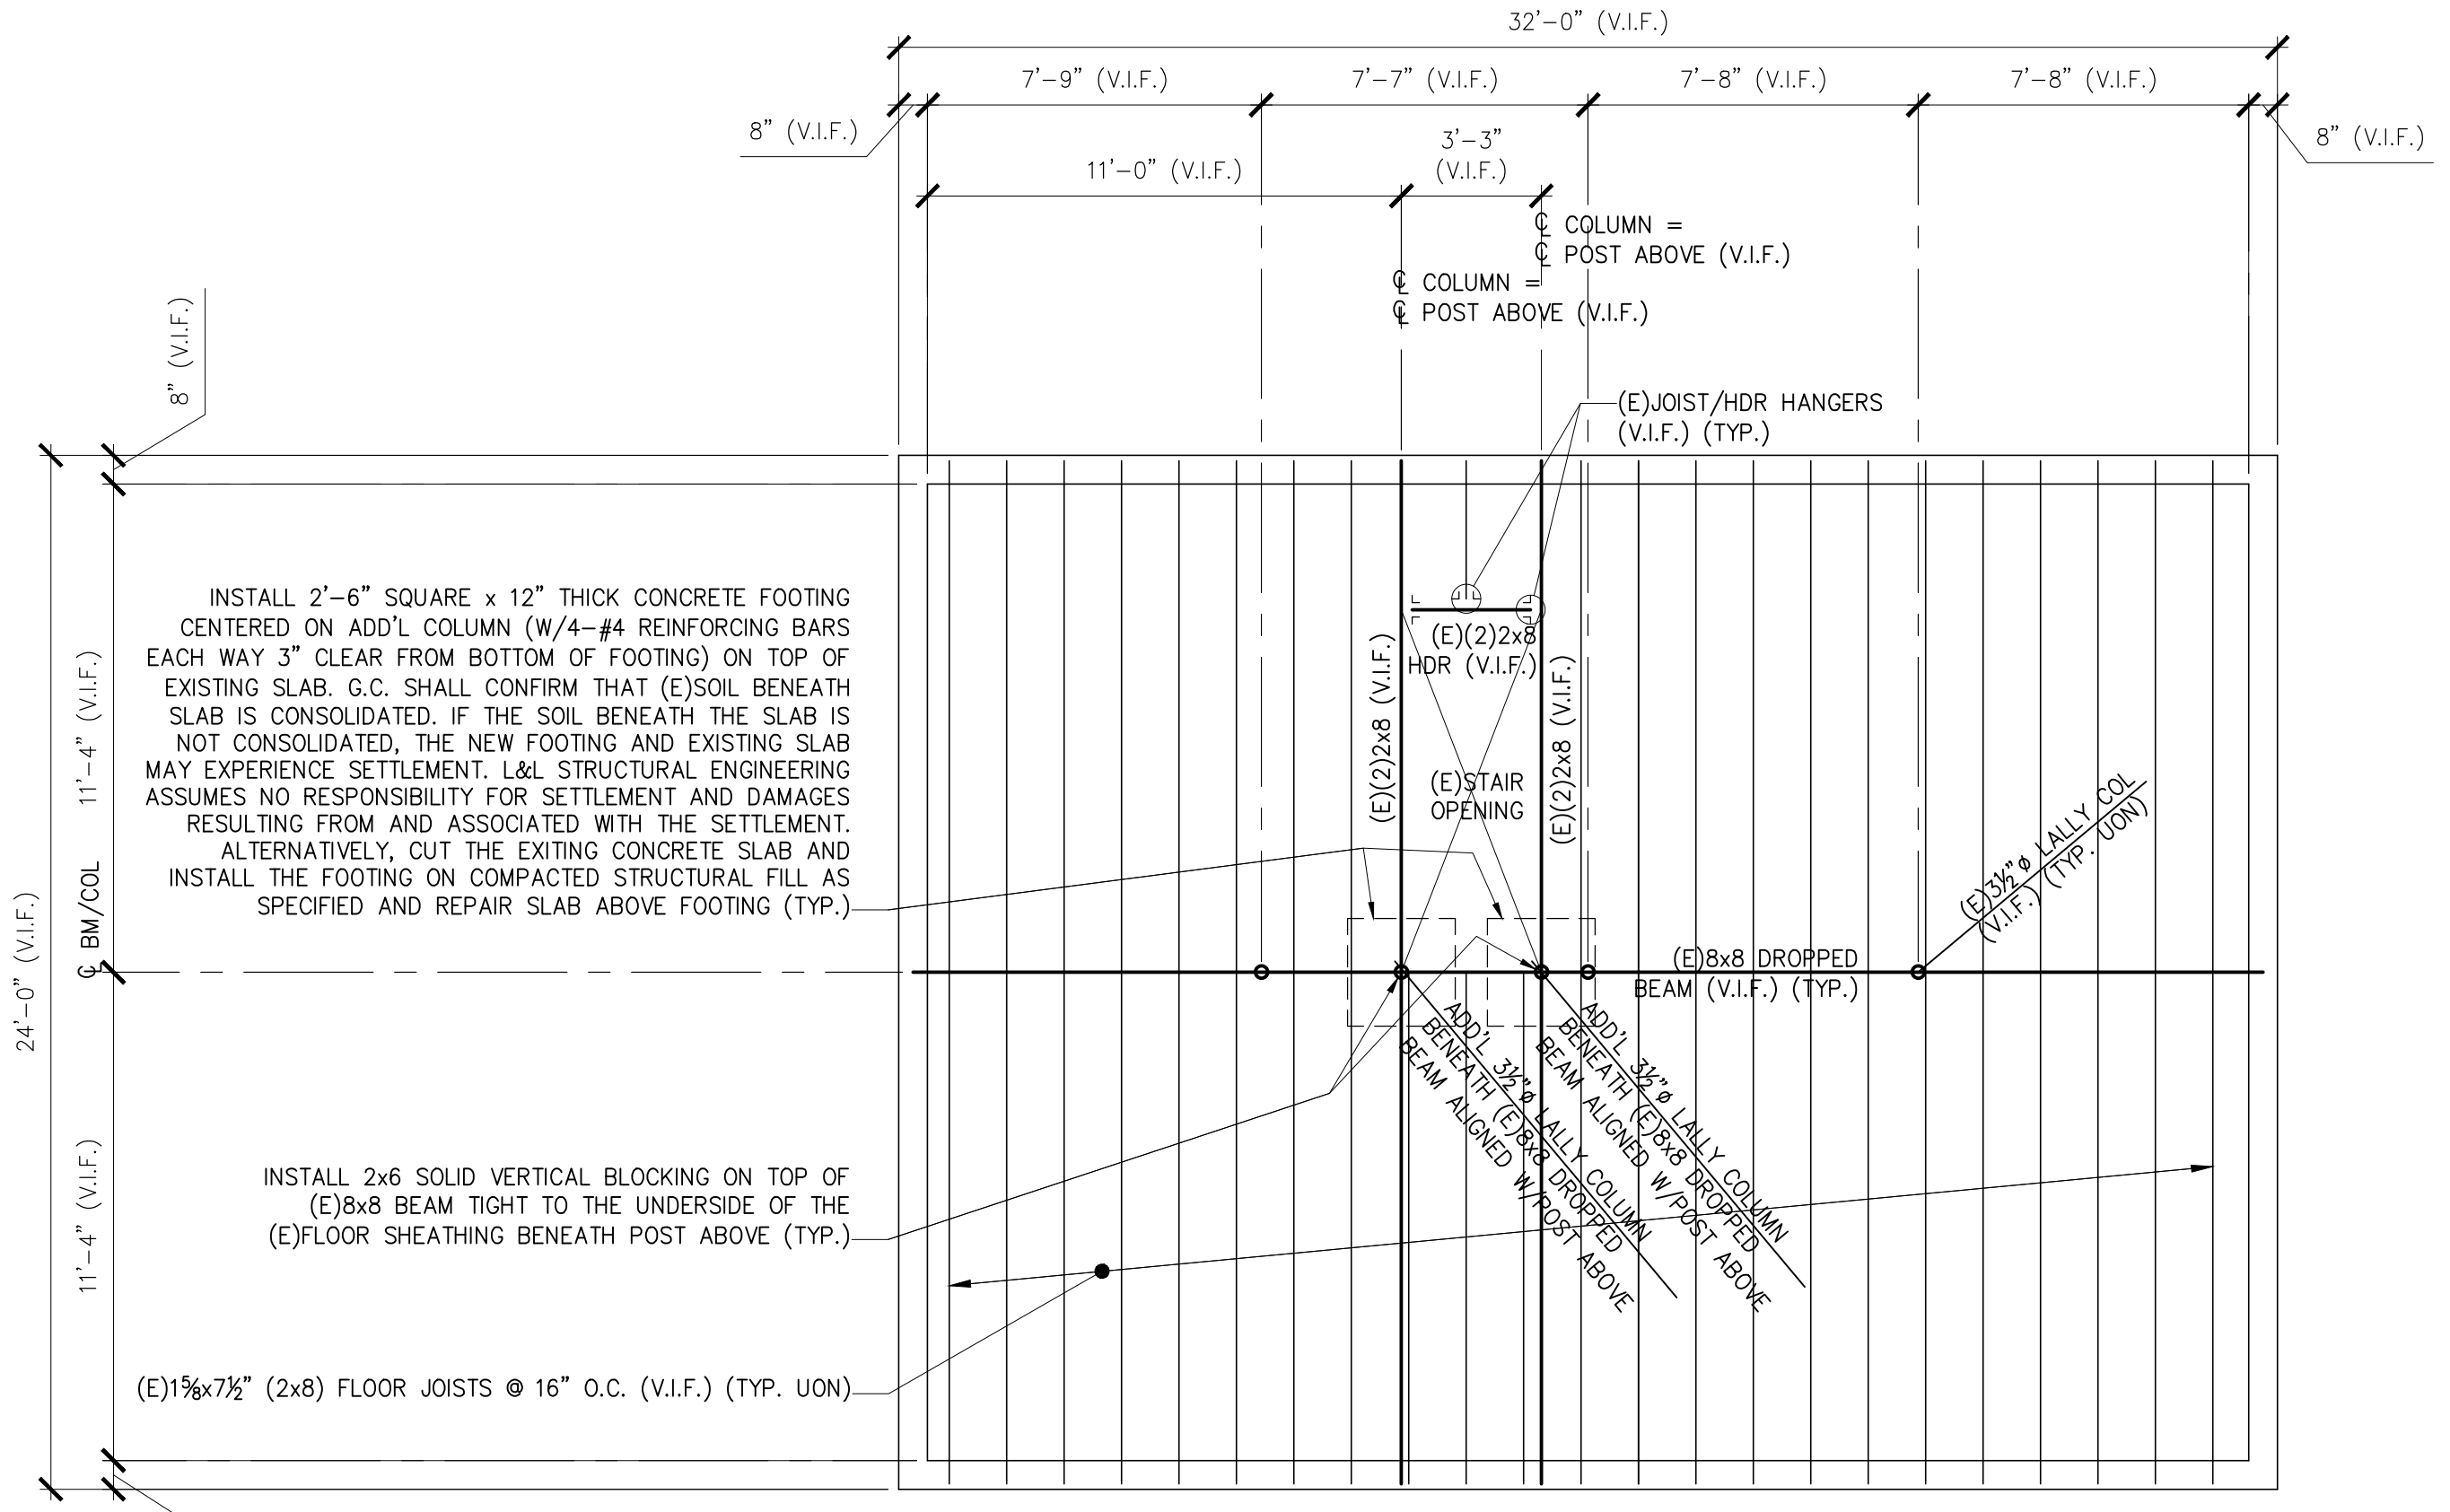 32'-0" (V.I.F.)
7'-9" (V.I.F.)
7'-7" (V.I.F.)
7'-8" (V.I.F.)
7'-8" (V.I.F.)
8" (V.I.F.)
8" (V.I.F.)
11'-0" (V.I.F.)
3'-3"
(V.I.F.)
℄ COLUMN =
℄ POST ABOVE (V.I.F.)
℄ COLUMN =
℄ POST ABOVE (V.I.F.)
8" (V.I.F.)
(E)JOIST/HDR HANGERS
(V.I.F.) (TYP.)
INSTALL 2'-6" SQUARE x 12" THICK CONCRETE FOOTING
CENTERED ON ADD'L COLUMN (W/4-#4 REINFORCING BARS
EACH WAY 3" CLEAR FROM BOTTOM OF FOOTING) ON TOP OF
EXISTING SLAB. G.C. SHALL CONFIRM THAT (E)SOIL BENEATH
SLAB IS CONSOLIDATED. IF THE SOIL BENEATH THE SLAB IS
NOT CONSOLIDATED, THE NEW FOOTING AND EXISTING SLAB
MAY EXPERIENCE SETTLEMENT. L&L STRUCTURAL ENGINEERING
ASSUMES NO RESPONSIBILITY FOR SETTLEMENT AND DAMAGES
RESULTING FROM AND ASSOCIATED WITH THE SETTLEMENT.
ALTERNATIVELY, CUT THE EXITING CONCRETE SLAB AND
INSTALL THE FOOTING ON COMPACTED STRUCTURAL FILL AS
SPECIFIED AND REPAIR SLAB ABOVE FOOTING (TYP.)
11'-4" (V.I.F.)
℄ BM/COL
24'-0" (V.I.F.)
11'-4" (V.I.F.)
(E)(2)2x8
HDR (V.I.F.)
(E)(2)2x8 (V.I.F.)
(E)(2)2x8 (V.I.F.)
(E)STAIR
OPENING
(E)3½"ø LALLY COL
(V.I.F.) (TYP. UON)
(E)8x8 DROPPED
BEAM (V.I.F.) (TYP.)
ADD'L 3½"ø LALLY COLUMN
BENEATH (E)8x8 DROPPED
BEAM ALIGNED W/POST ABOVE
ADD'L 3½"ø LALLY COLUMN
BENEATH (E)8x8 DROPPED
BEAM ALIGNED W/POST ABOVE
INSTALL 2x6 SOLID VERTICAL BLOCKING ON TOP OF
(E)8x8 BEAM TIGHT TO THE UNDERSIDE OF THE
(E)FLOOR SHEATHING BENEATH POST ABOVE (TYP.)
(E)1⅝x7½" (2x8) FLOOR JOISTS @ 16" O.C. (V.I.F.) (TYP. UON)